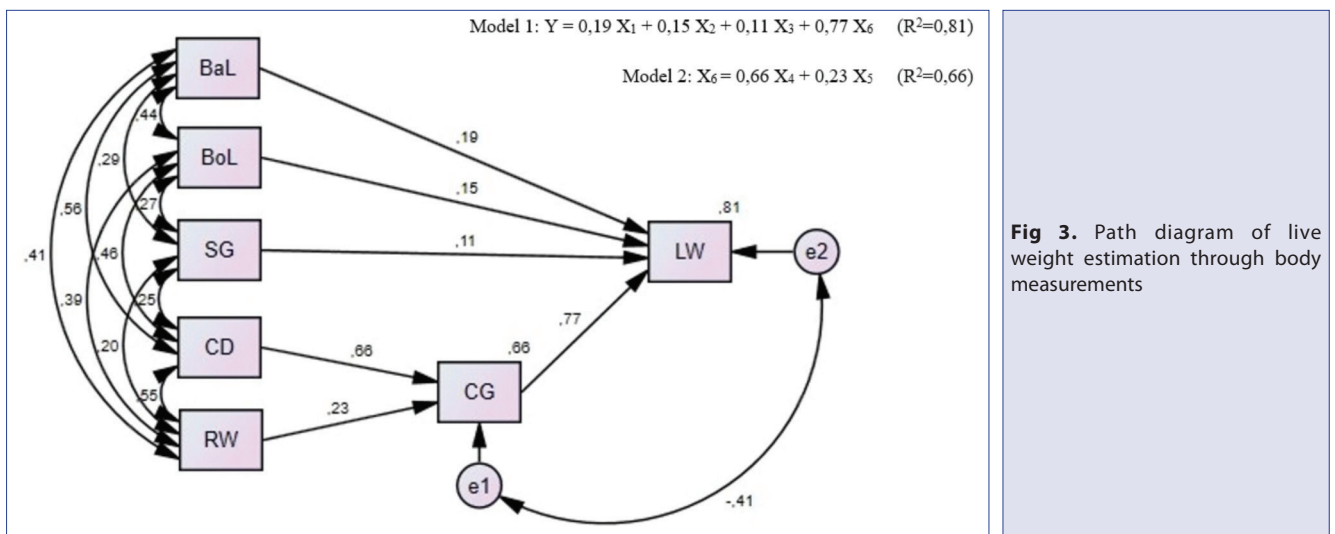 Model 1: Y = 0,19 X₁ + 0,15 X₂ + 0,11 X₃ + 0,77 X₆ (R²=0,81)
Model 2: X₆ = 0,66 X₄ + 0,23 X₅ (R²=0,66)
BaL
,44
,19
BoL
,29
,15
,56
,27
,81
SG
,11
LW
e2
,41
,46
,25
,39
,77
CD
,66
,66
,20
CG
,55
,23
RW
e1
-,41
Fig 3. Path diagram of live
weight estimation through body
measurements